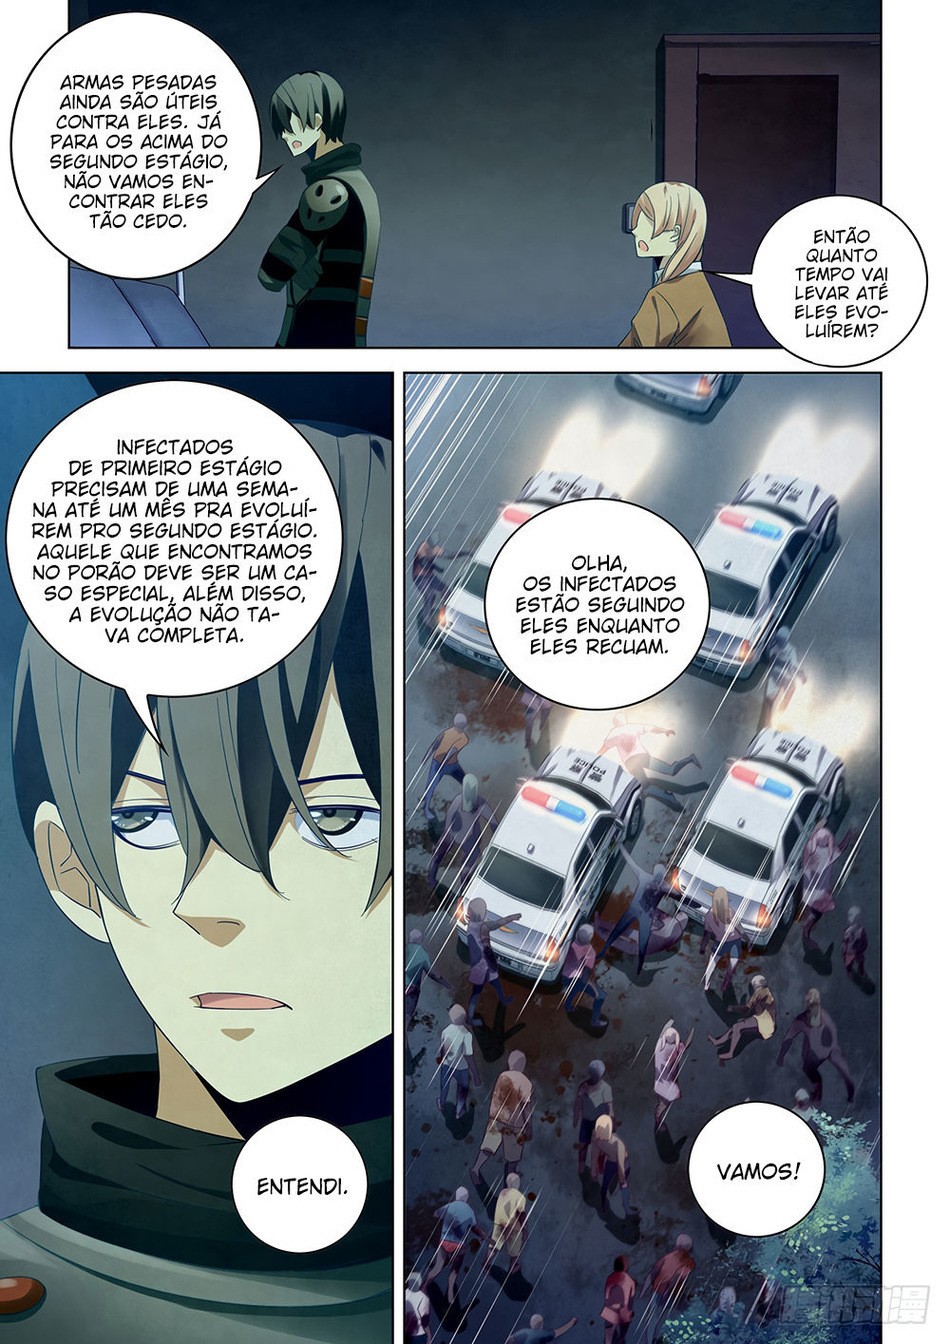 ARMAS PESADAS
AINDA SÃO ÚTEIS
CONTRA ELES. JÁ
PARA OS ACIMA DO
SEGUNDO ESTÁGIO,
NÃO VAMOS EN-
CONTRAR ELES
TÃO CEDO.
ENTÃO
QUANTO
TEMPO VAI
LEVAR ATÉ
ELES EVO-
LUÍREM?
INFECTADOS
DE PRIMEIRO ESTÁGIO
PRECISAM DE UMA SEMA-
NA ATÉ UM MÊS PRA EVOLUÍ-
REM PRO SEGUNDO ESTÁGIO.
AQUELE QUE ENCONTRAMOS
NO PORÃO DEVE SER UM CA-
SO ESPECIAL, ALÉM DISSO,
A EVOLUÇÃO NÃO TA-
VA COMPLETA.
ENTENDI.
OLHA,
OS INFECTADOS
ESTÃO SEGUINDO
ELES ENQUANTO
ELES RECUAM.
POLICE
POLICE
POLICE
VAMOS!